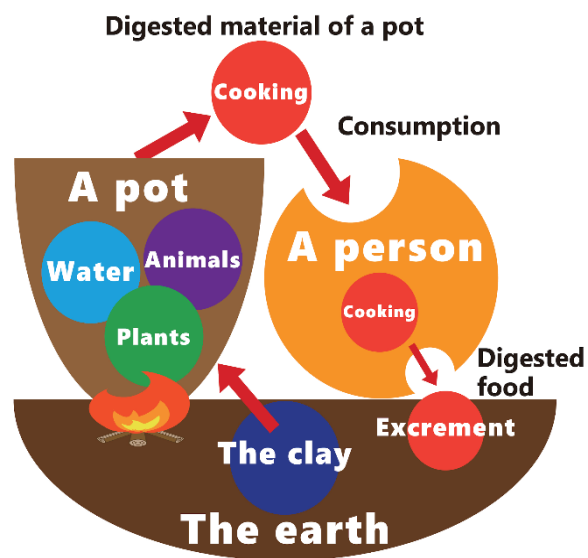 Digested material of a pot
Cooking
Consumption
A pot
Water
Animals
Plants
A person
Cooking
Digested
food
Excrement
The clay
The earth